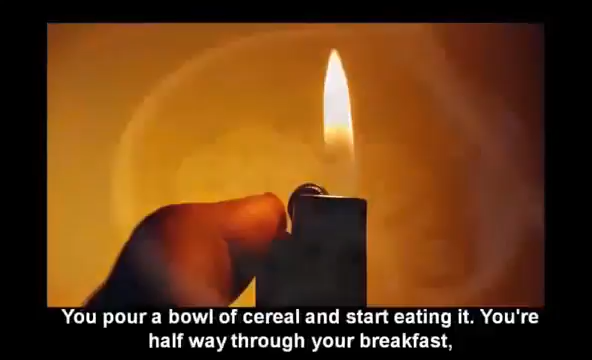 You pour a bowl of cereal and start eating it. You're
half way through your breakfast,